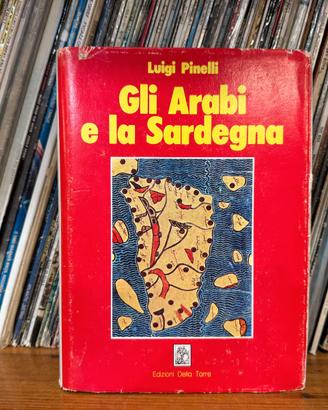 Luigi Pinelli
Gli Arabi
e la Sardegna
Edizioni Della Torre